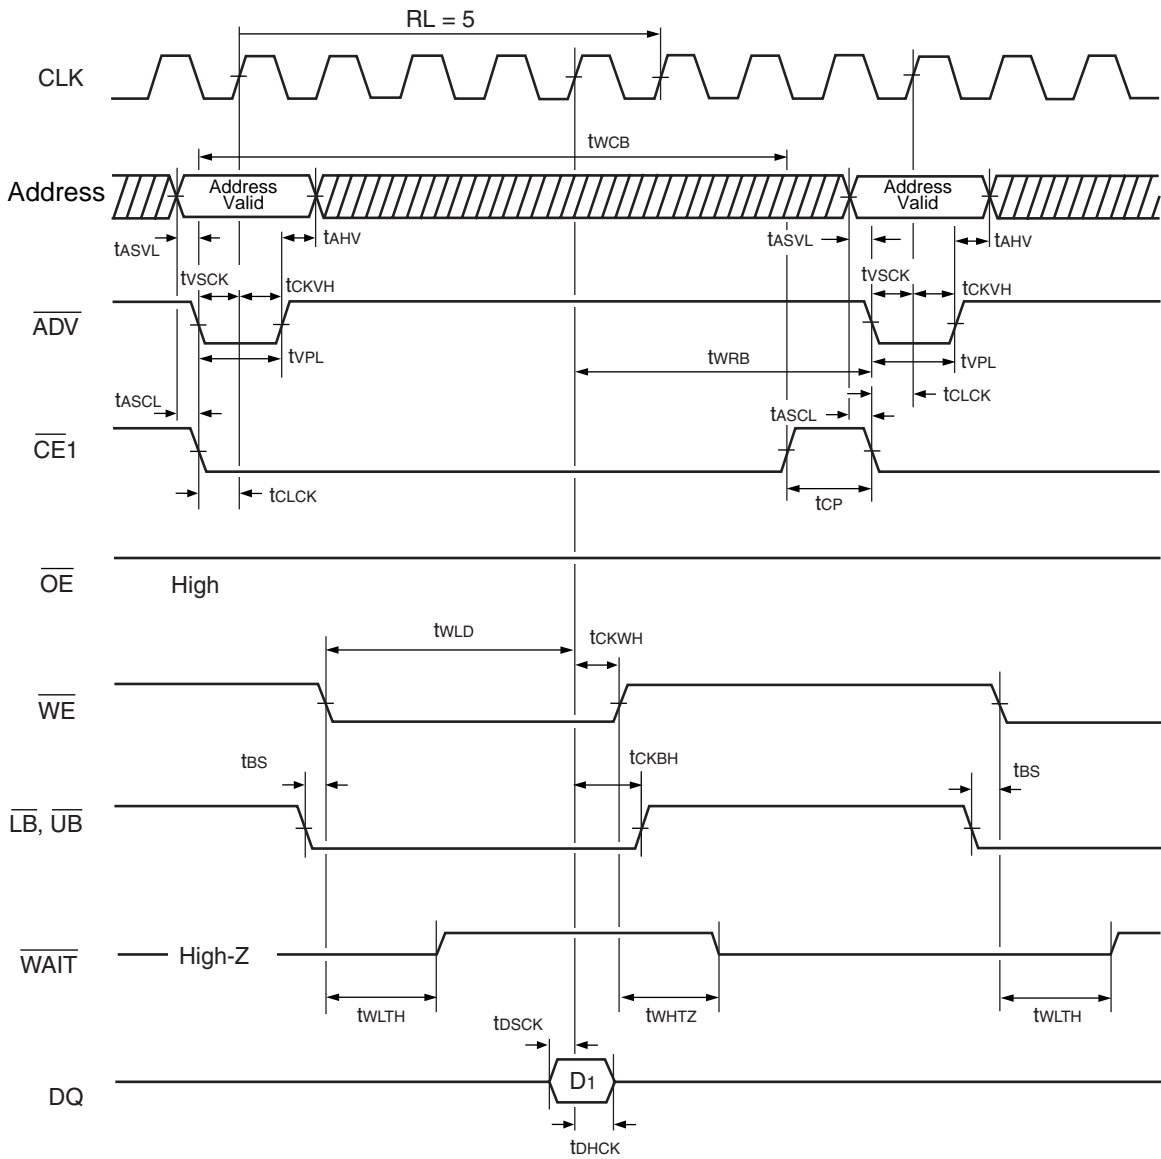 RL = 5
CLK
tWCB
Address
Address
Valid
Address
Valid
tASVL
tAHV
tASVL
tAHV
tVSCK
tCKVH
tVSCK
tCKVH
ADV
tVPL
tWRB
tVPL
tASCL
tCLCK
tASCL
CE1
tCLCK
tCP
OE
High
tWLD
tCKWH
WE
tBS
tCKBH
tBS
LB, UB
WAIT
High-Z
tWLTH
tWHTZ
tWLTH
tDSCK
D1
DQ
tDHCK